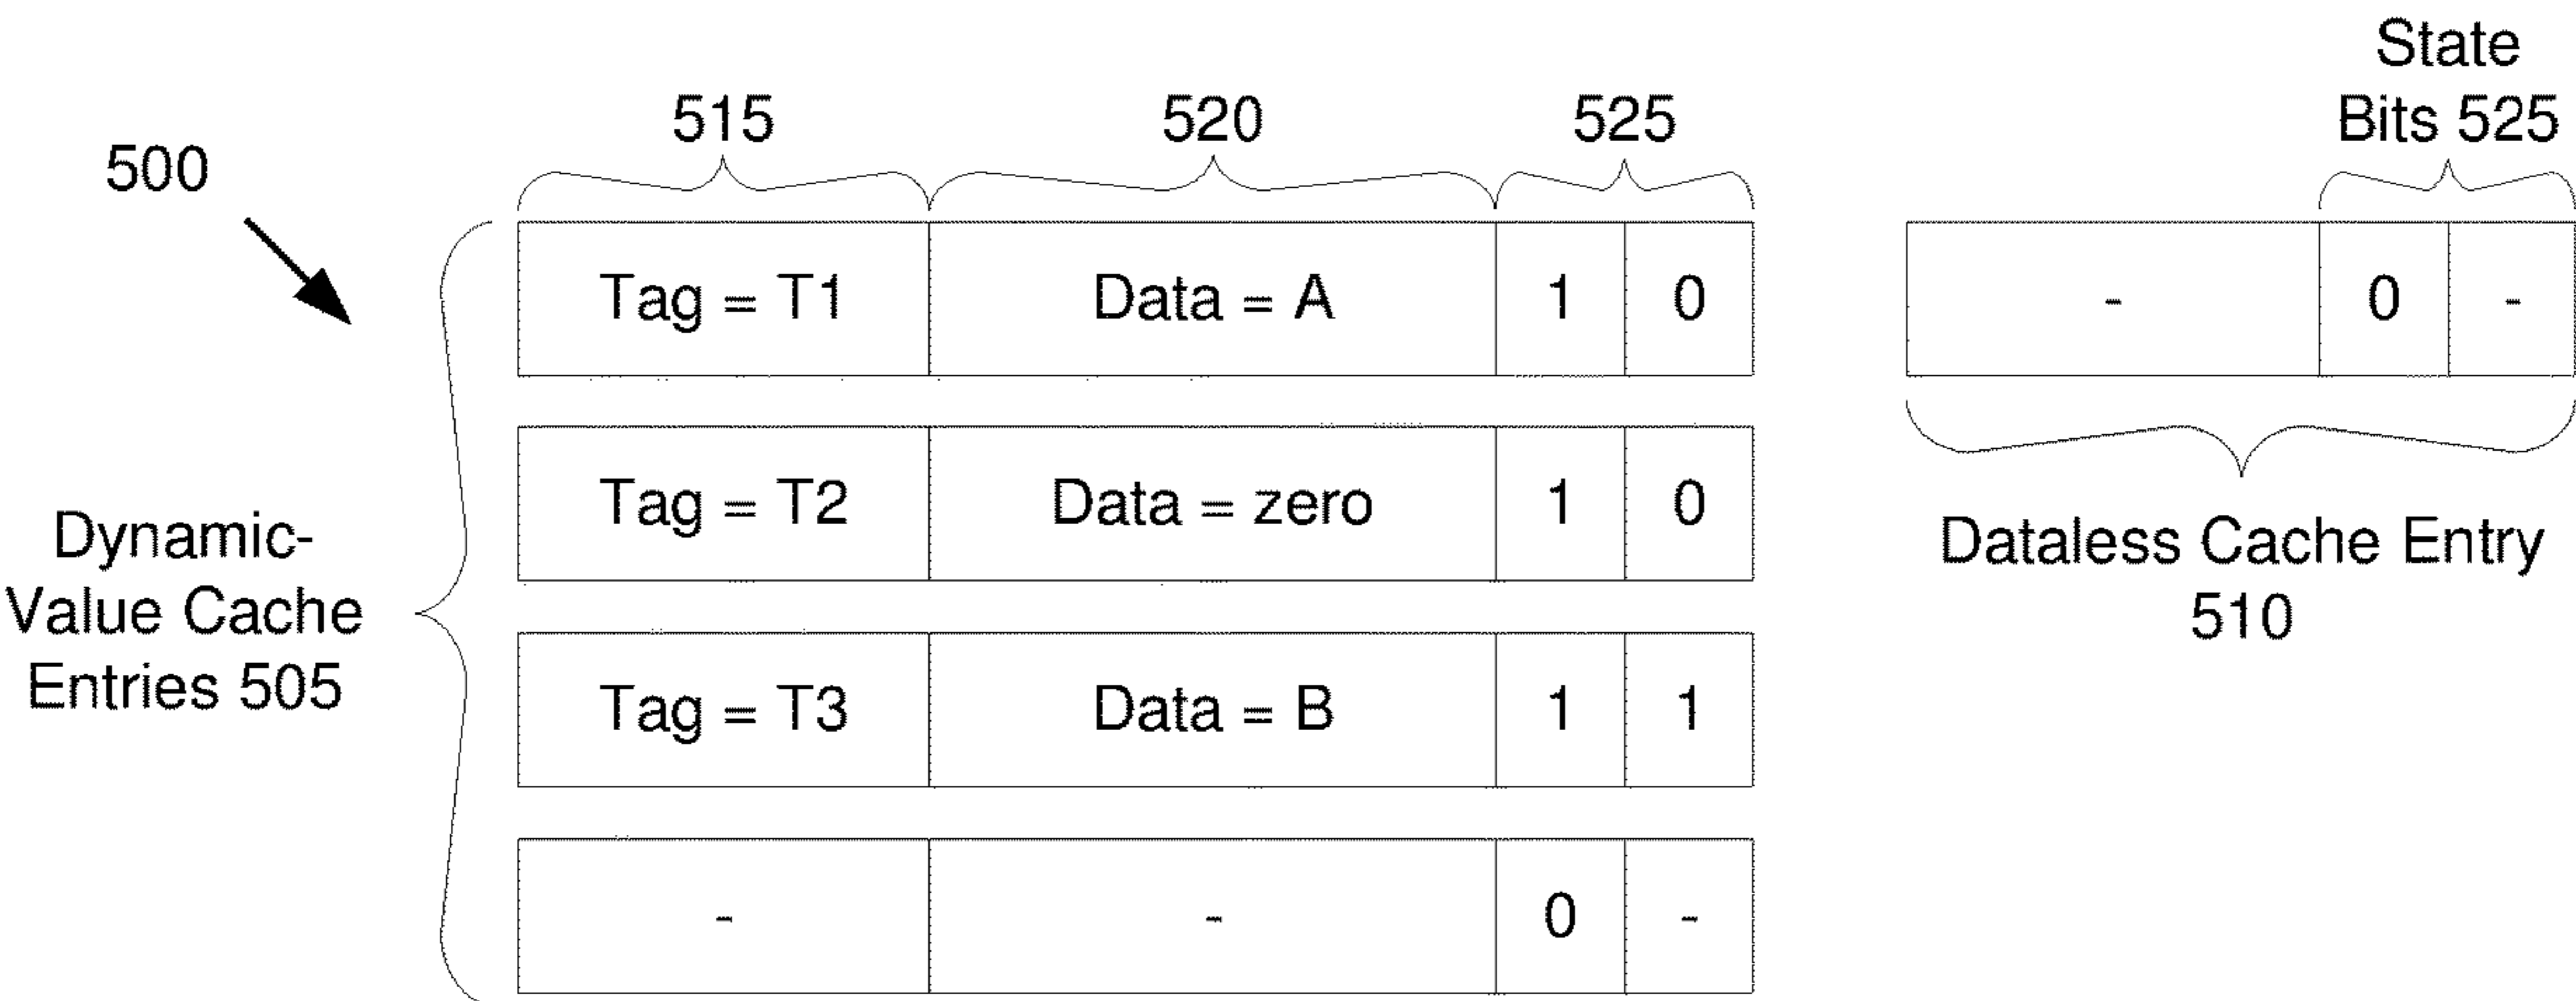 State
Bits 525
515
520
525
500
Tag = T1
Data = A
1
0
-
0
-
Tag = T2
Data = zero
1
0
Dynamic-
Value Cache
Entries 505
Dataless Cache Entry
510
Tag = T3
Data = B
1
1
-
-
0
-